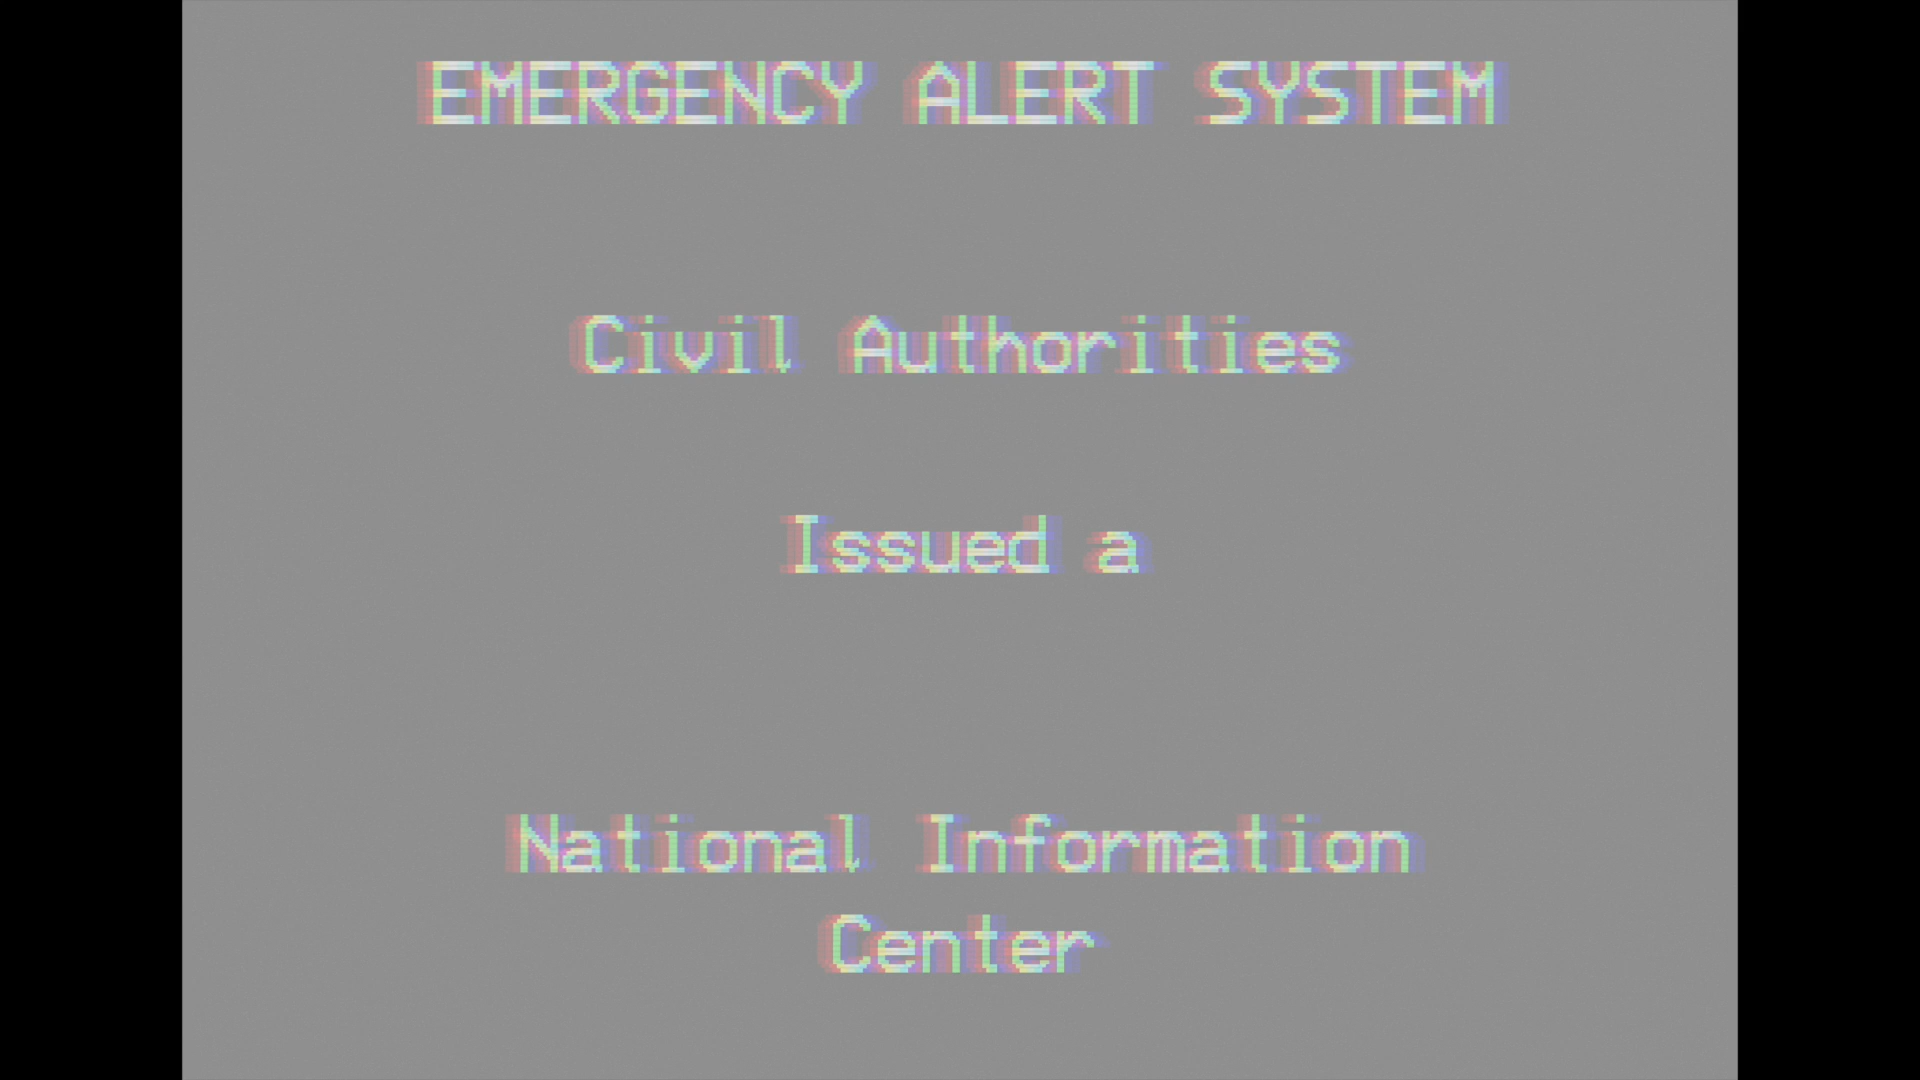 EMERGENCY ALERT SYSTEM
Civil Authorities
Issued a
National Information
Center